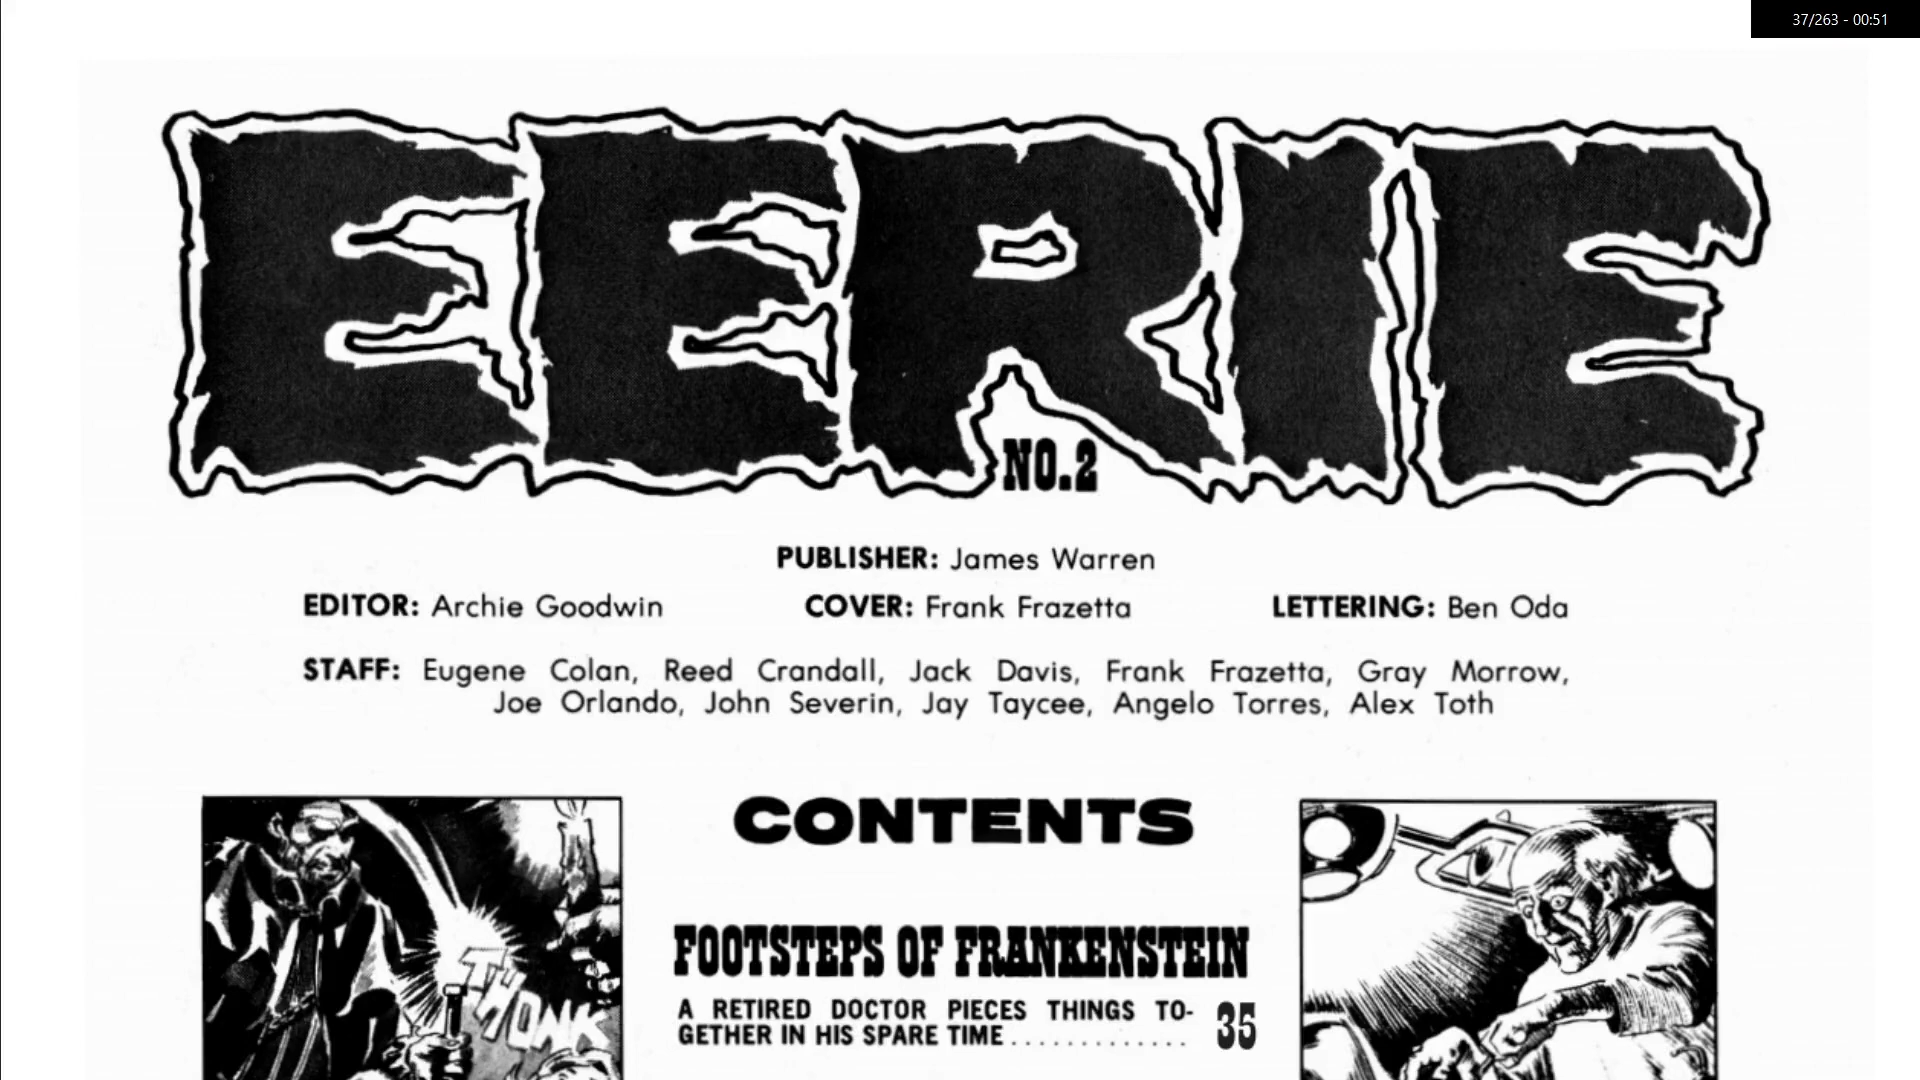 37/263 - 00:51
EERIE
NO.2
PUBLISHER: James Warren
EDITOR: Archie Goodwin COVER: Frank Frazetta LETTERING: Ben Oda
STAFF: Eugene Colan, Reed Crandall, Jack Davis, Frank Frazetta, Gray Morrow,
Joe Orlando, John Severin, Jay Taycee, Angelo Torres, Alex Toth
CONTENTS
THONK
FOOTSTEPS OF FRANKENSTEIN
A RETIRED DOCTOR PIECES THINGS TO-
GETHER IN HIS SPARE TIME............. 35